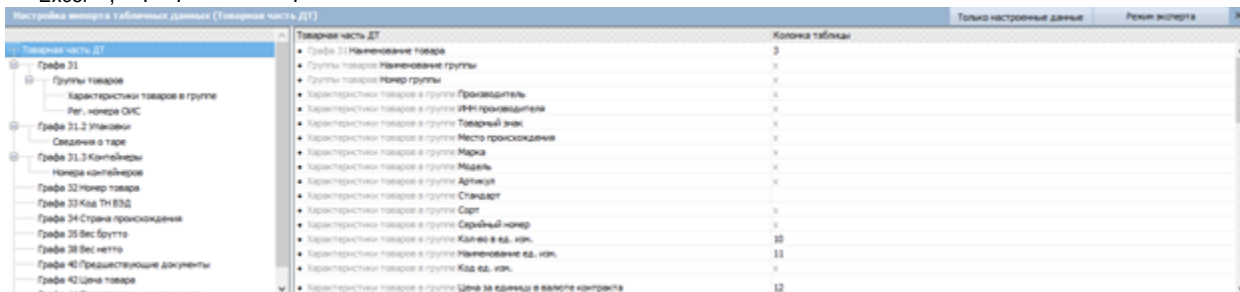 Настройка импорта табличных данных (Товарная часть ДТ)
Только настроенные данные
Режим эксперта
Товарная часть ДТ
Графа 31
Группы товаров
Характеристики товаров в группе
Рег. номера ОИС
Графа 31.2 Упаковки
Сведения о таре
Графа 31.3 Контейнеры
Номера контейнеров
Графа 32 Номер товара
Графа 33 Код ТН ВЭД
Графа 34 Страна происхождения
Графа 35 Вес брутто
Графа 38 Вес нетто
Графа 40 Предшествующие документы
Графа 42 Цена товара
Товарная часть ДТ Колонка таблицы
Графа 31 Наименование товара 3
Группы товаров Наименование группы x
Группы товаров Номер группы x
Характеристики товаров в группе Производитель x
Характеристики товаров в группе ИНН производителя x
Характеристики товаров в группе Товарный знак x
Характеристики товаров в группе Место происхождения x
Характеристики товаров в группе Марка x
Характеристики товаров в группе Модель x
Характеристики товаров в группе Артикул x
Характеристики товаров в группе Стандарт
Характеристики товаров в группе Сорт x
Характеристики товаров в группе Серийный номер x
Характеристики товаров в группе Кол-во в ед. изм. 10
Характеристики товаров в группе Наименование ед. изм. 11
Характеристики товаров в группе Код ед. изм. x
Характеристики товаров в группе Цена за единицу в валюте контракта 12